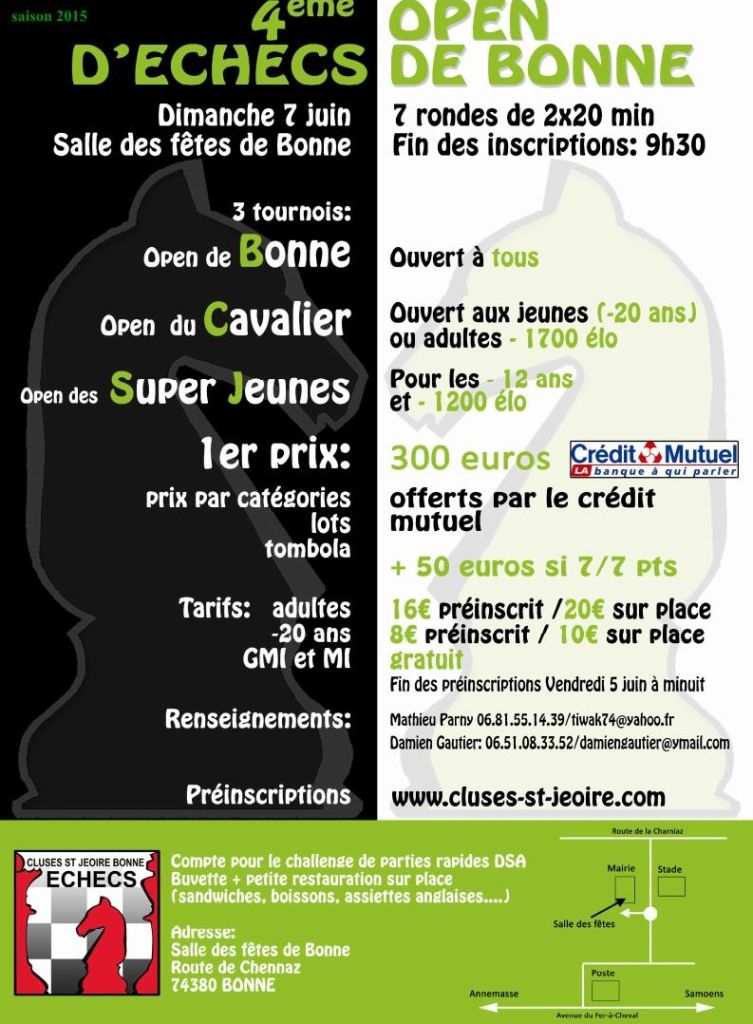 saison 2015
4ème OPEN
D'ECHECS DE BONNE
Dimanche 7 juin 7 rondes de 2x20 min
Salle des fêtes de Bonne Fin des inscriptions: 9h30
3 tournois:
Open de Bonne Ouvert à tous
Open du Cavalier Ouvert aux jeunes (-20 ans)
ou adultes - 1700 élo
Open des Super Jeunes Pour les - 12 ans
et - 1200 élo
1er prix: 300 euros Crédit Mutuel
LA banque à qui parler
prix par catégories offerts par le crédit
lots mutuel
tombola
+ 50 euros si 7/7 pts
Tarifs: adultes 16€ préinscrit /20€ sur place
-20 ans 8€ préinscrit / 10€ sur place
GMI et MI gratuit
Fin des préinscriptions Vendredi 5 juin à minuit
Renseignements: Mathieu Parny 06.81.55.14.39/tiwak74@yahoo.fr
Damien Gautier: 06.51.08.33.52/damiengautier@ymail.com
Préinscriptions www.cluses-st-jeoire.com
CLUSES ST JEOIRE BONNE
ECHECS
Compte pour le challenge de parties rapides DSA
Buvette + petite restauration sur place
(sandwiches, boissons, assiettes anglaises....)
Adresse:
Salle des fêtes de Bonne
Route de Chennaz
74380 BONNE
Route de la Charniaz
Mairie Stade
Salle des fêtes
Poste
Annemasse Samoens
Avenue du Fer-à-Cheval